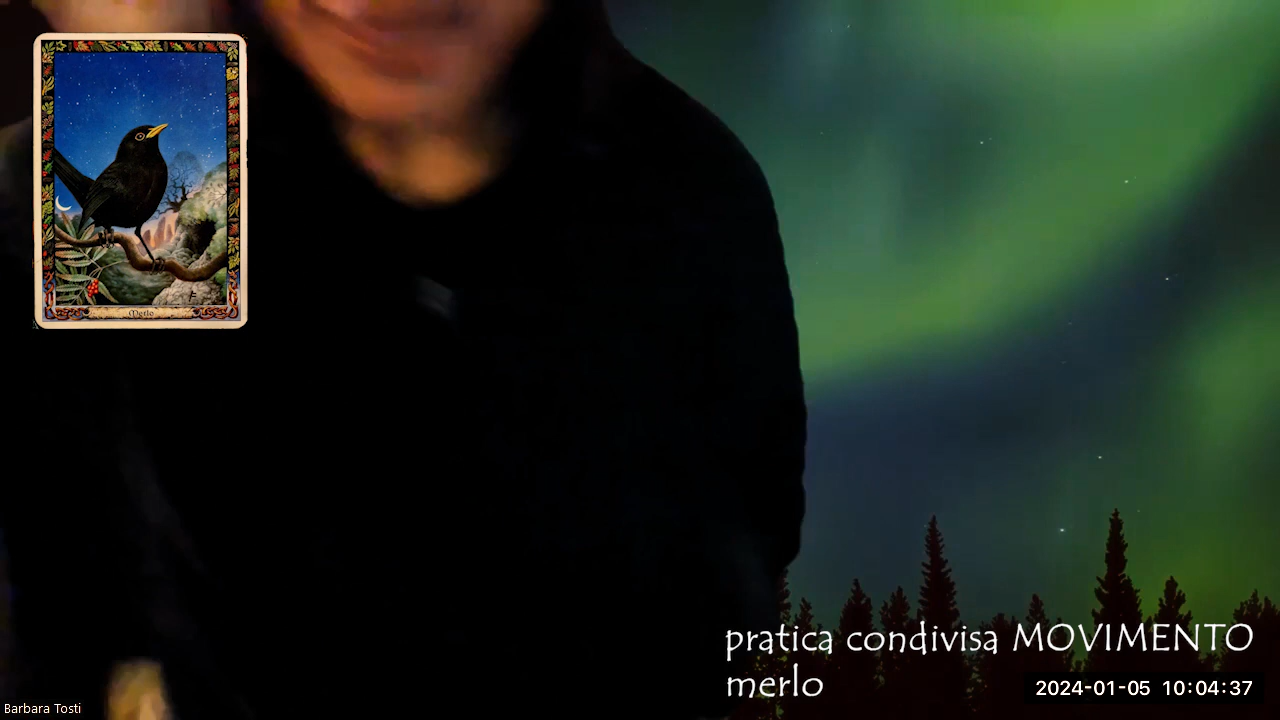 Merlo
pratica condivisa MOVIMENTO
merlo
2024-01-05 10:04:37
Barbara Tosti